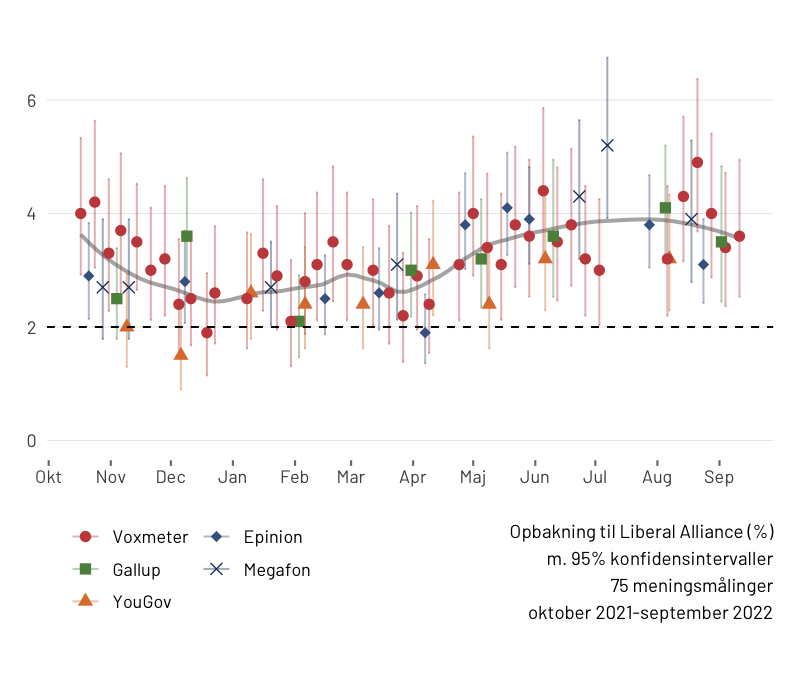 6
4
2
0
Okt Nov Dec Jan Feb Mar Apr Maj Jun Jul Aug Sep
Voxmeter Epinion
Gallup Megafon
YouGov
Opbakning til Liberal Alliance (%)
m. 95% konfidensintervaller
75 meningsmålinger
oktober 2021-september 2022